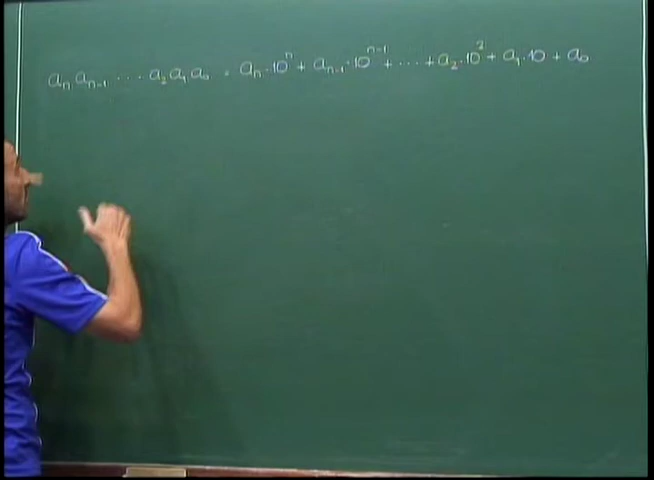 aₙ aₙ₋₁ ..... a₂ a₁ a₀ = aₙ·10ⁿ + aₙ₋₁·10ⁿ⁻¹ + ..... + a₂·10² + a₁·10 + a₀